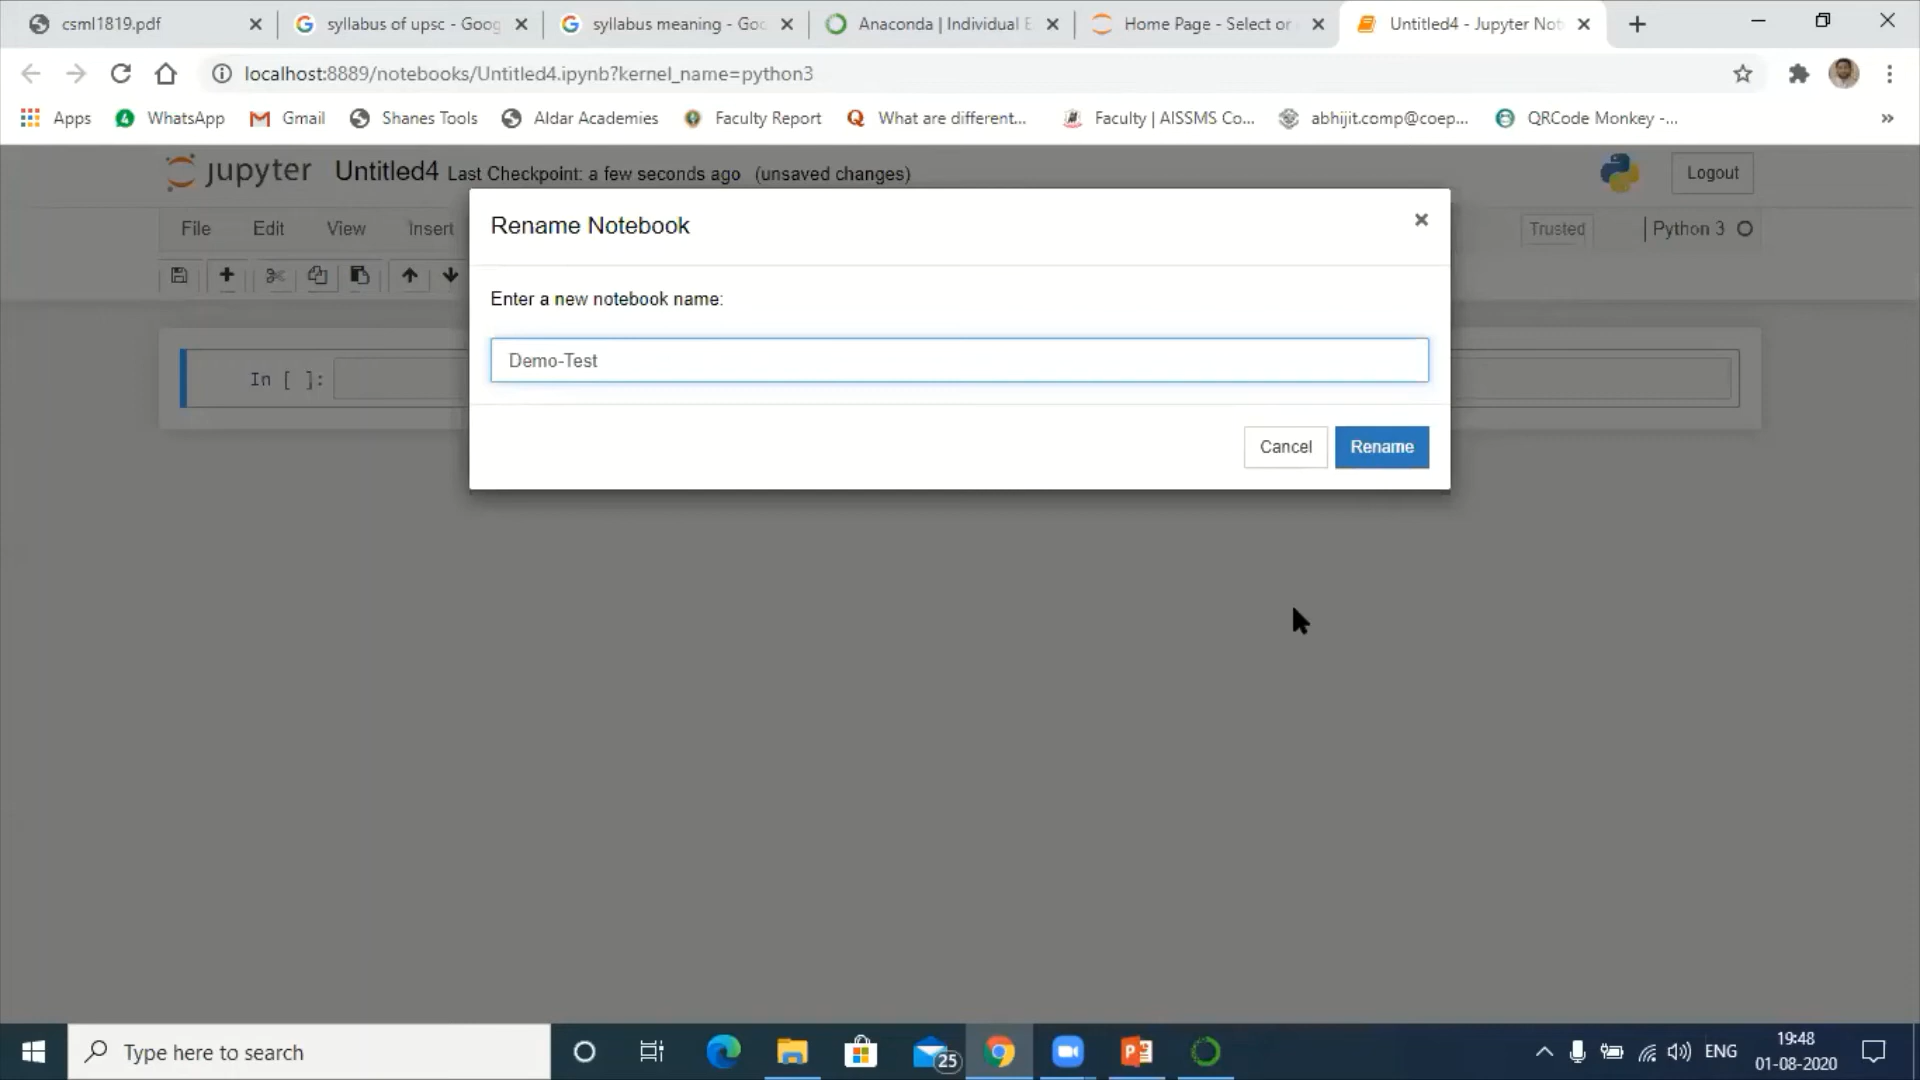 csml1819.pdf
syllabus of upsc - Goog
syllabus meaning - Goo
Anaconda | Individual E
Home Page - Select or
Untitled4 - Jupyter Not
localhost:8889/notebooks/Untitled4.ipynb?kernel_name=python3
Apps
WhatsApp
Gmail
Shanes Tools
Aldar Academies
Faculty Report
What are different...
Faculty | AISSMS Co...
abhijit.comp@coep...
QRCode Monkey -...
jupyter Untitled4 Last Checkpoint: a few seconds ago (unsaved changes)
Logout
File Edit View Insert
Trusted
Python 3
Rename Notebook
Enter a new notebook name:
Demo-Test
Cancel
Rename
In [ ]:
Type here to search
25
ENG
19:48
01-08-2020